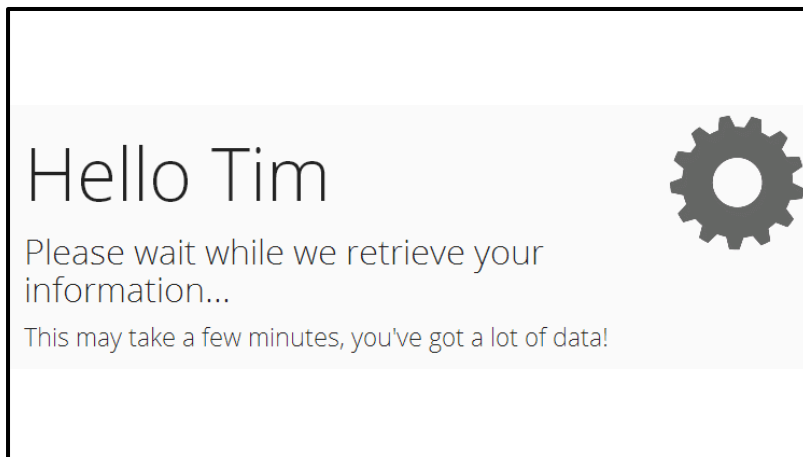 Hello Tim
Please wait while we retrieve your
information...
This may take a few minutes, you've got a lot of data!